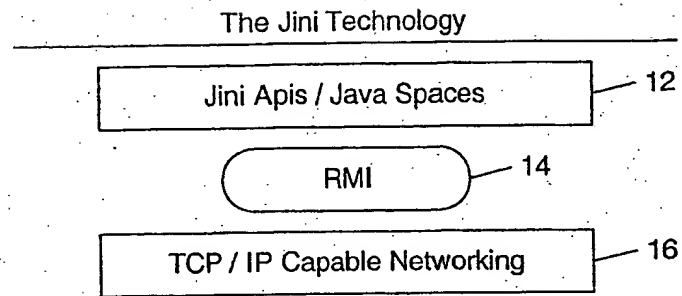 The Jini Technology
Jini Apis / Java Spaces
12
RMI
14
TCP / IP Capable Networking
16